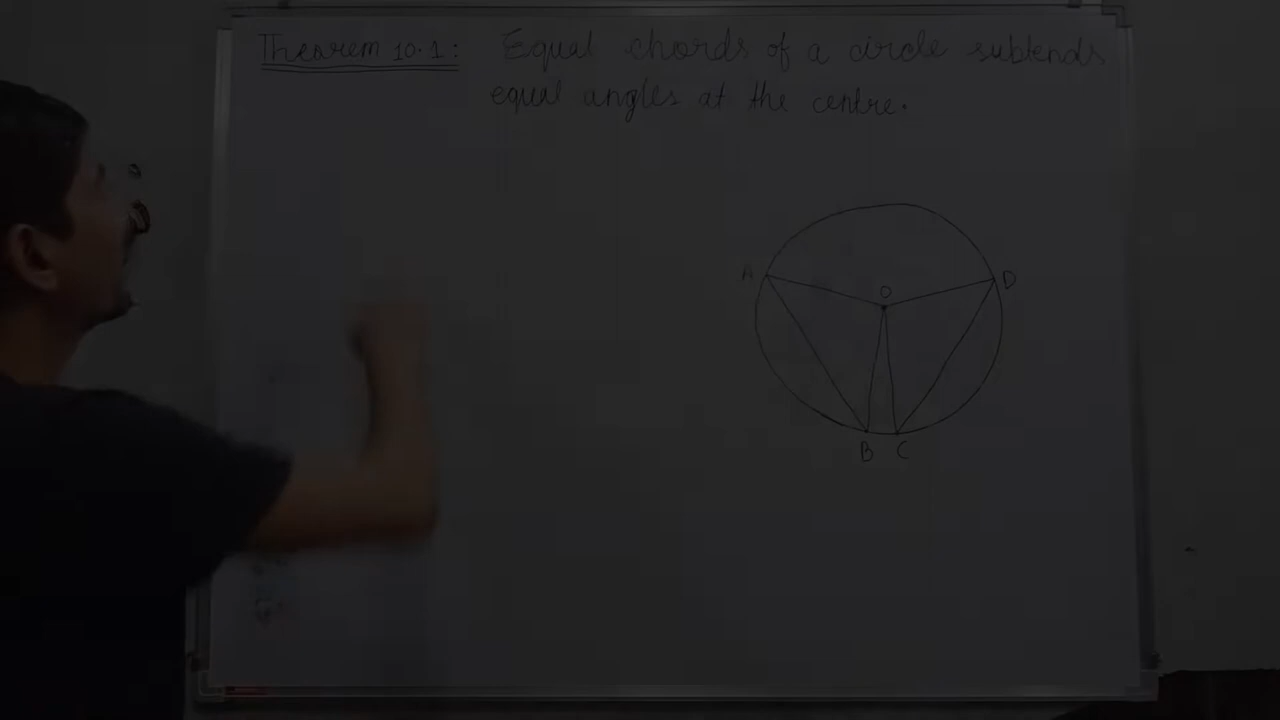 Theorem 10.1: Equal chords of a circle subtends
equal angles at the centre.
A
O
D
B C